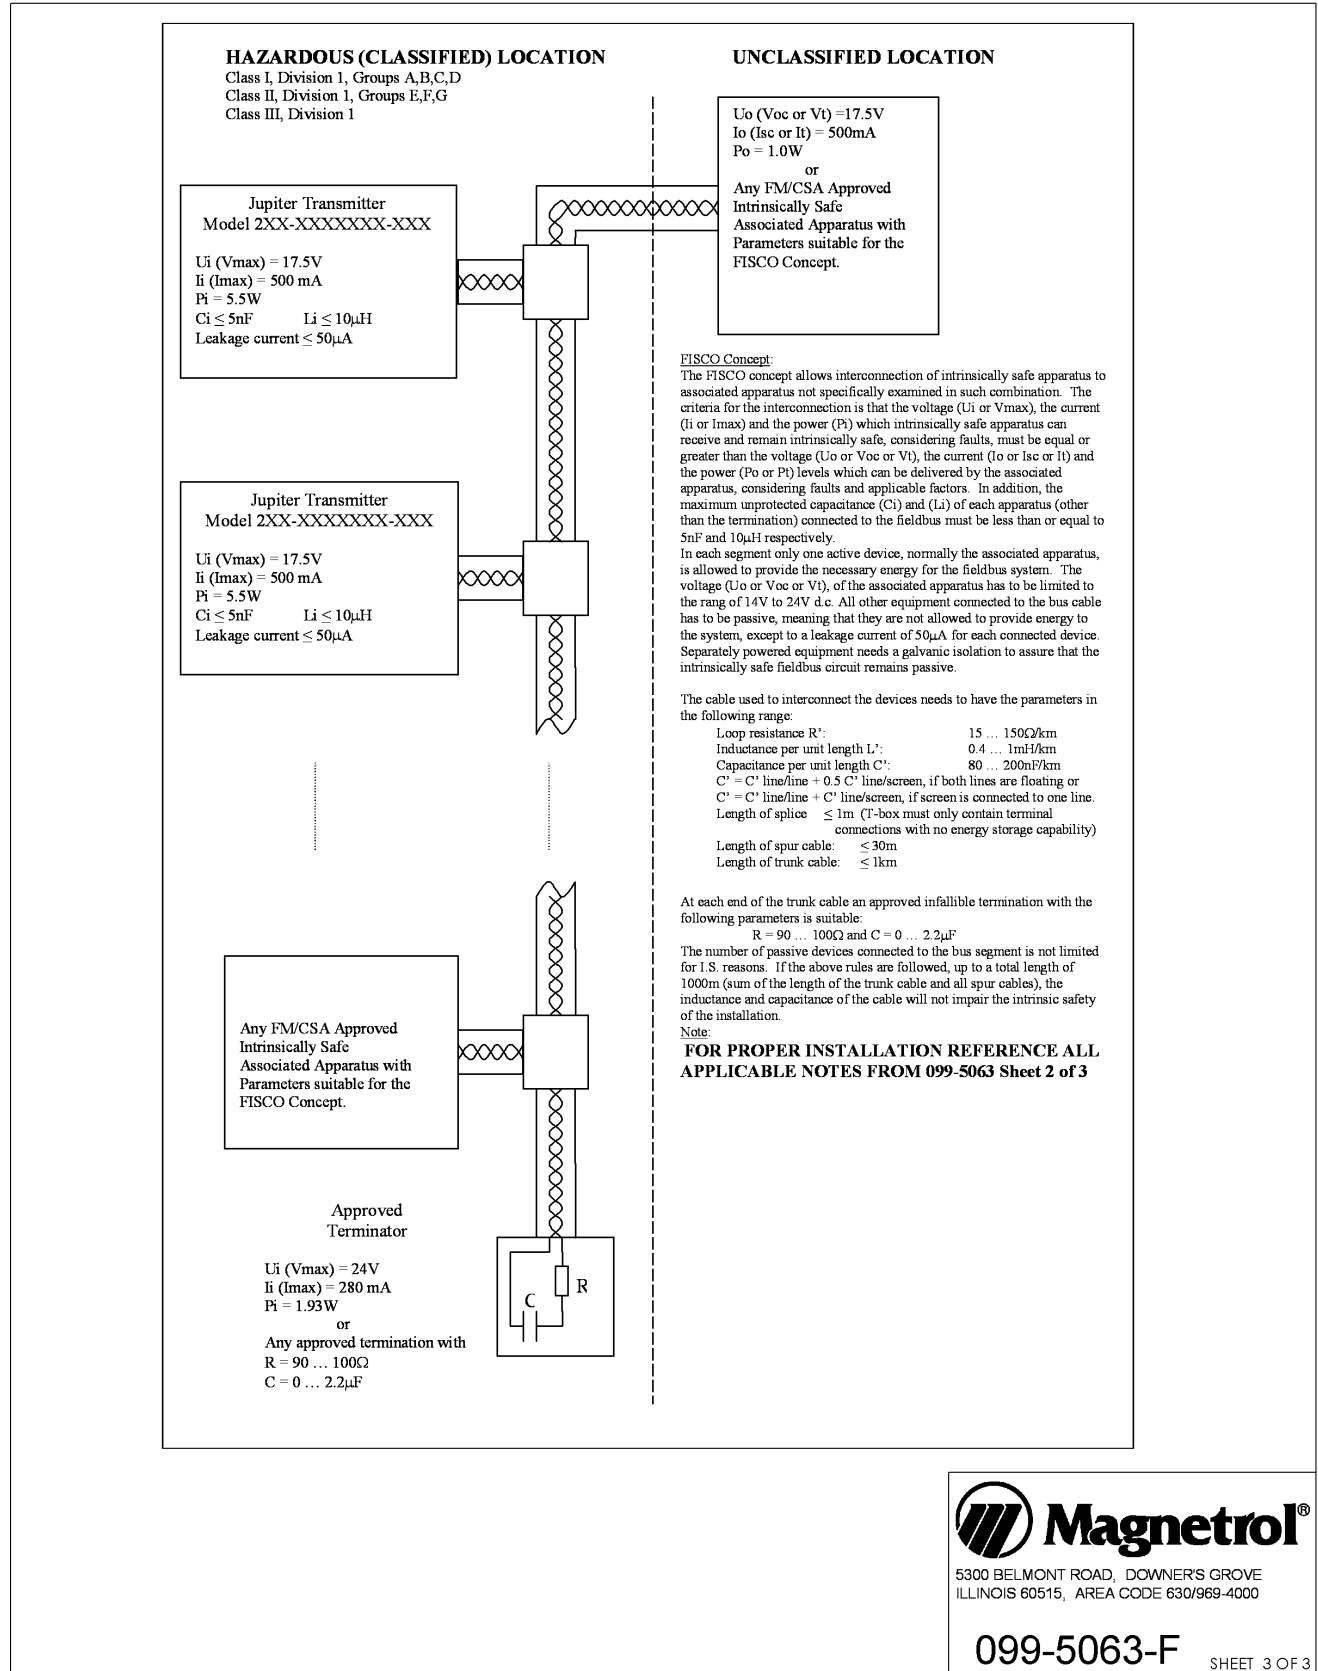 HAZARDOUS (CLASSIFIED) LOCATION
Class I, Division 1, Groups A,B,C,D
Class II, Division 1, Groups E,F,G
Class III, Division 1
UNCLASSIFIED LOCATION
Uo (Voc or Vt) =17.5V
Io (Isc or It) = 500mA
Po = 1.0W
or
Any FM/CSA Approved
Intrinsically Safe
Associated Apparatus with
Parameters suitable for the
FISCO Concept.
Jupiter Transmitter
Model 2XX-XXXXXXX-XXX
Ui (Vmax) = 17.5V
Ii (Imax) = 500 mA
Pi = 5.5W
Ci ≤ 5nF Li ≤ 10μH
Leakage current ≤ 50μA
Jupiter Transmitter
Model 2XX-XXXXXXX-XXX
Ui (Vmax) = 17.5V
Ii (Imax) = 500 mA
Pi = 5.5W
Ci ≤ 5nF Li ≤ 10μH
Leakage current ≤ 50μA
Any FM/CSA Approved
Intrinsically Safe
Associated Apparatus with
Parameters suitable for the
FISCO Concept.
Approved
Terminator
Ui (Vmax) = 24V
Ii (Imax) = 280 mA
Pi = 1.93W
or
Any approved termination with
R = 90 … 100Ω
C = 0 … 2.2μF
R
C
FISCO Concept:
The FISCO concept allows interconnection of intrinsically safe apparatus to
associated apparatus not specifically examined in such combination. The
criteria for the interconnection is that the voltage (Ui or Vmax), the current
(Ii or Imax) and the power (Pi) which intrinsically safe apparatus can
receive and remain intrinsically safe, considering faults, must be equal or
greater than the voltage (Uo or Voc or Vt), the current (Io or Isc or It) and
the power (Po or Pt) levels which can be delivered by the associated
apparatus, considering faults and applicable factors. In addition, the
maximum unprotected capacitance (Ci) and (Li) of each apparatus (other
than the termination) connected to the fieldbus must be less than or equal to
5nF and 10μH respectively.
In each segment only one active device, normally the associated apparatus,
is allowed to provide the necessary energy for the fieldbus system. The
voltage (Uo or Voc or Vt), of the associated apparatus has to be limited to
the rang of 14V to 24V d.c. All other equipment connected to the bus cable
has to be passive, meaning that they are not allowed to provide energy to
the system, except to a leakage current of 50μA for each connected device.
Separately powered equipment needs a galvanic isolation to assure that the
intrinsically safe fieldbus circuit remains passive.
The cable used to interconnect the devices needs to have the parameters in
the following range:
Loop resistance R': 15 … 150Ω/km
Inductance per unit length L': 0.4 … 1mH/km
Capacitance per unit length C': 80 … 200nF/km
C' = C' line/line + 0.5 C' line/screen, if both lines are floating or
C' = C' line/line + C' line/screen, if screen is connected to one line.
Length of splice ≤ 1m (T-box must only contain terminal
connections with no energy storage capability)
Length of spur cable: ≤ 30m
Length of trunk cable: ≤ 1km
At each end of the trunk cable an approved infallible termination with the
following parameters is suitable:
R = 90 … 100Ω and C = 0 … 2.2μF
The number of passive devices connected to the bus segment is not limited
for I.S. reasons. If the above rules are followed, up to a total length of
1000m (sum of the length of the trunk cable and all spur cables), the
inductance and capacitance of the cable will not impair the intrinsic safety
of the installation.
Note:
FOR PROPER INSTALLATION REFERENCE ALL
APPLICABLE NOTES FROM 099-5063 Sheet 2 of 3
Magnetrol®
5300 BELMONT ROAD, DOWNER'S GROVE
ILLINOIS 60515, AREA CODE 630/969-4000
099-5063-F SHEET 3 OF 3